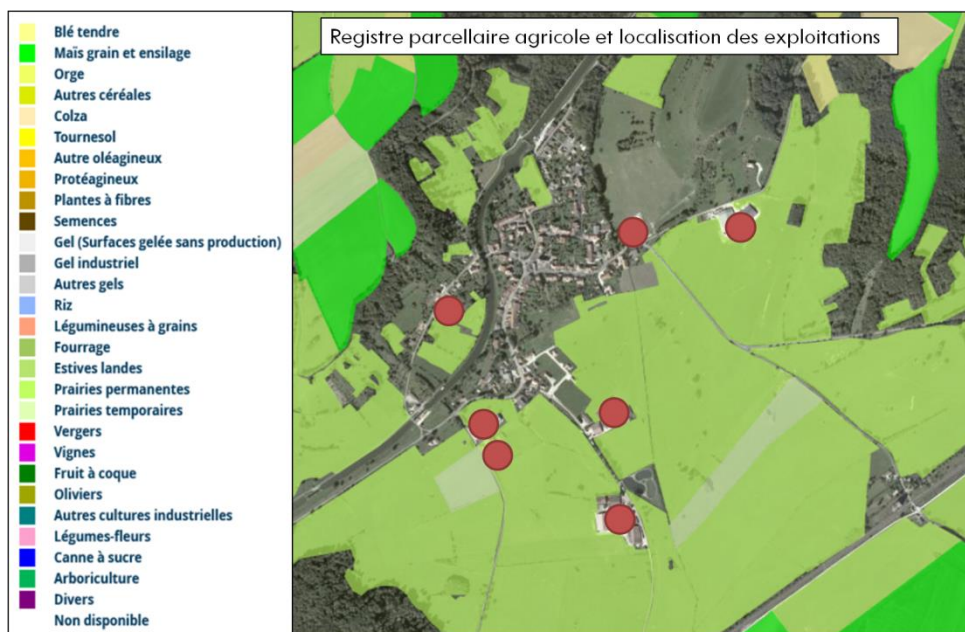 Registre parcellaire agricole et localisation des exploitations
Blé tendre
Maïs grain et ensilage
Orge
Autres céréales
Colza
Tournesol
Autre oléagineux
Protéagineux
Plantes à fibres
Semences
Gel (Surfaces gelée sans production)
Gel industriel
Autres gels
Riz
Légumineuses à grains
Fourrage
Estives landes
Prairies permanentes
Prairies temporaires
Vergers
Vignes
Fruit à coque
Oliviers
Autres cultures industrielles
Légumes-fleurs
Canne à sucre
Arboriculture
Divers
Non disponible